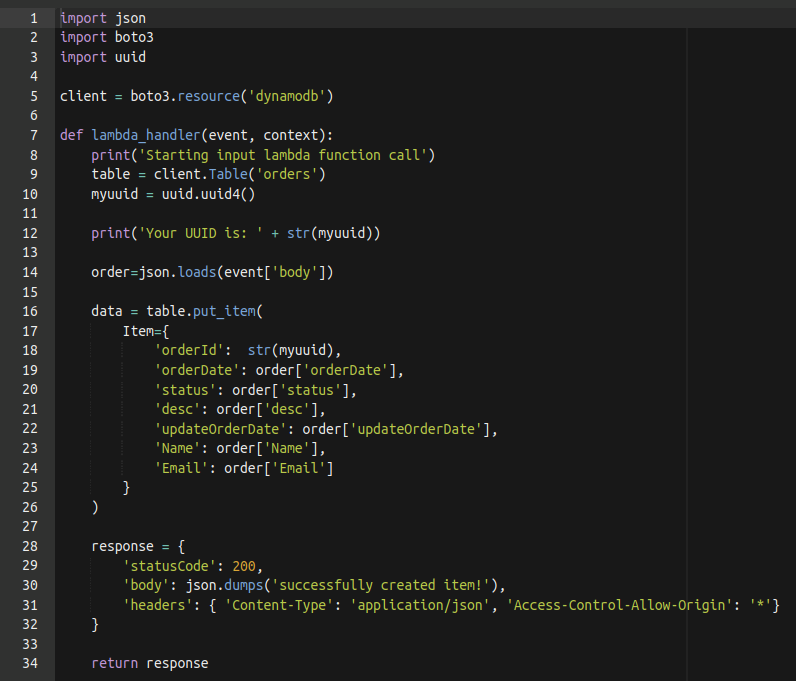 1 import json
2 import boto3
3 import uuid
4
5 client = boto3.resource('dynamodb')
6
7 def lambda_handler(event, context):
8     print('Starting input lambda function call')
9     table = client.Table('orders')
10     myuuid = uuid.uuid4()
11
12     print('Your UUID is: ' + str(myuuid))
13
14     order=json.loads(event['body'])
15
16     data = table.put_item(
17         Item={
18             'orderId':  str(myuuid),
19             'orderDate': order['orderDate'],
20             'status': order['status'],
21             'desc': order['desc'],
22             'updateOrderDate': order['updateOrderDate'],
23             'Name': order['Name'],
24             'Email': order['Email']
25         }
26     )
27
28     response = {
29         'statusCode': 200,
30         'body': json.dumps('successfully created item!'),
31         'headers': { 'Content-Type': 'application/json', 'Access-Control-Allow-Origin': '*'}
32     }
33
34     return response